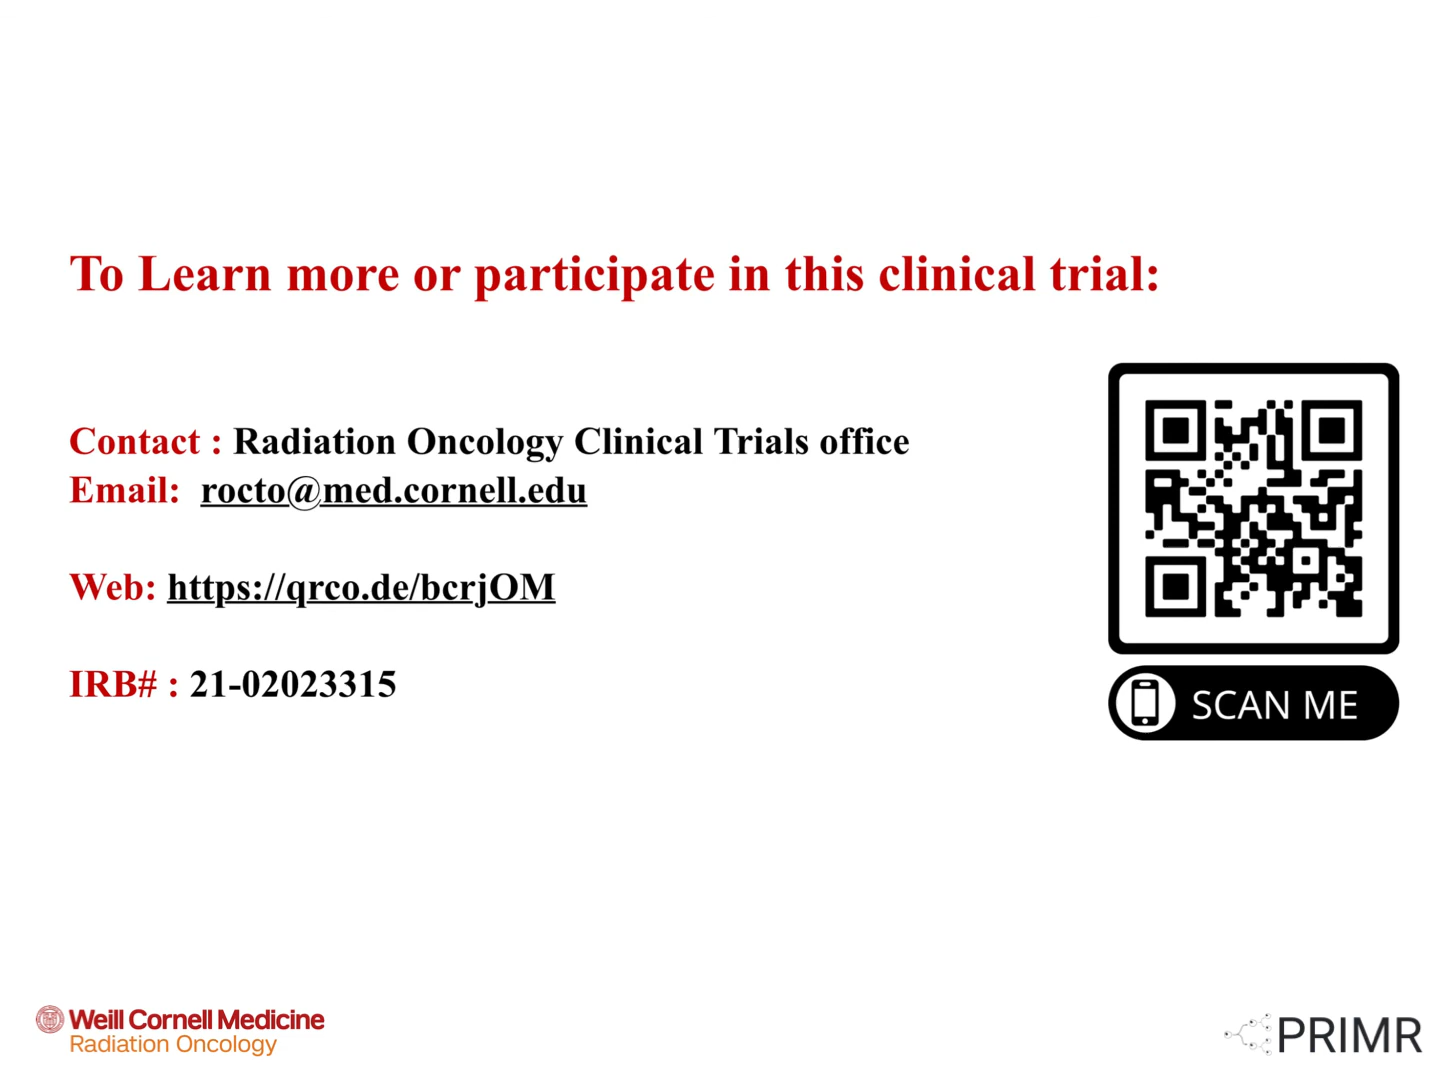 To Learn more or participate in this clinical trial:
Contact : Radiation Oncology Clinical Trials office
Email: rocto@med.cornell.edu
Web: https://qrco.de/bcrjOM
IRB# : 21-02023315
SCAN ME
Weill Cornell Medicine
Radiation Oncology
PRIMR